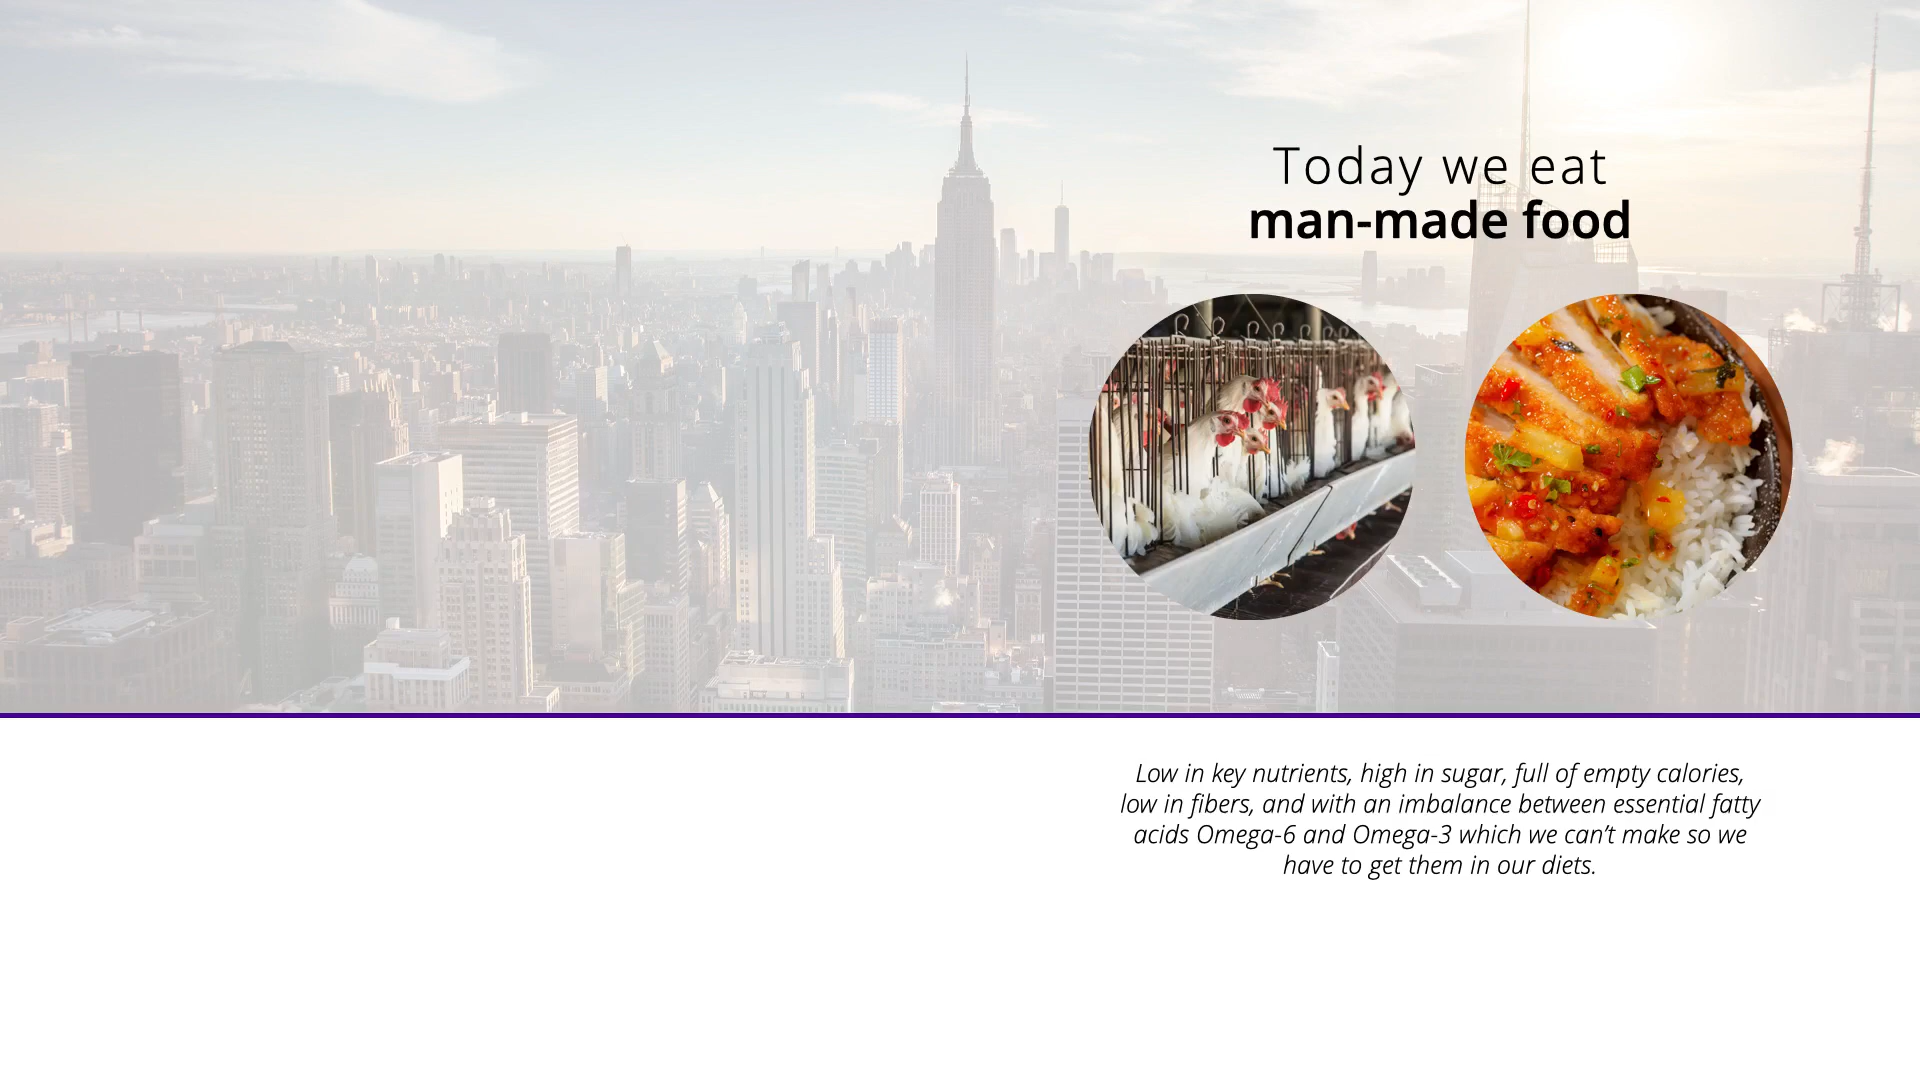 Today we eat
man-made food
Low in key nutrients, high in sugar, full of empty calories,
low in fibers, and with an imbalance between essential fatty
acids Omega-6 and Omega-3 which we can’t make so we
have to get them in our diets.